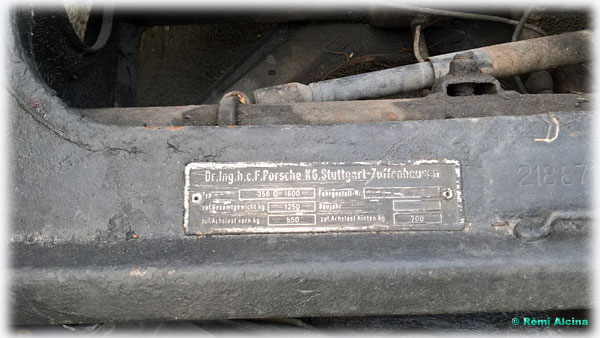 Dr.Ing.h.c.F.Porsche KG,Stuttgart-Zuffenhausen
Typ 356 C 1600 Fahrgestell-Nr.
zul.Gesamtgewicht kg 1250 Baujahr
zul.Achslast vorn kg 550 zul.Achslast hinten kg 700
© Rémi Alcina